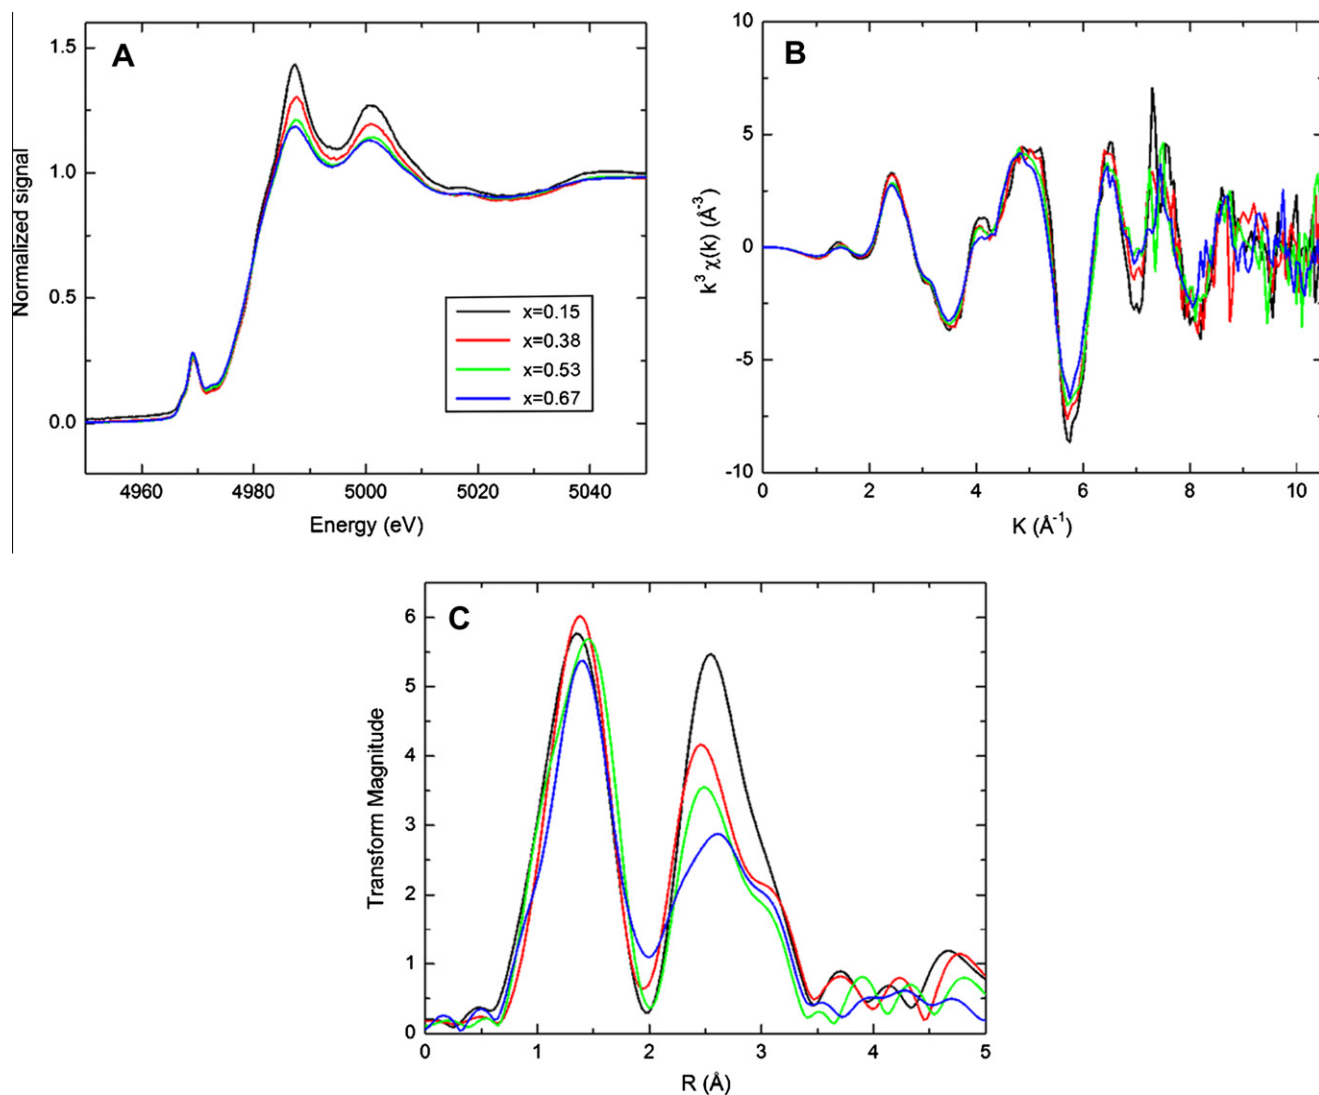 A
1.5
1.0
0.5
0.0
Normalized signal
x=0.15
x=0.38
x=0.53
x=0.67
4960
4980
5000
5020
5040
Energy (eV)
B
10
5
0
-5
-10
k³ χ(k) (Å⁻³)
0
2
4
6
8
10
K (Å⁻¹)
C
6
5
4
3
2
1
0
Transform Magnitude
0
1
2
3
4
5
R (Å)